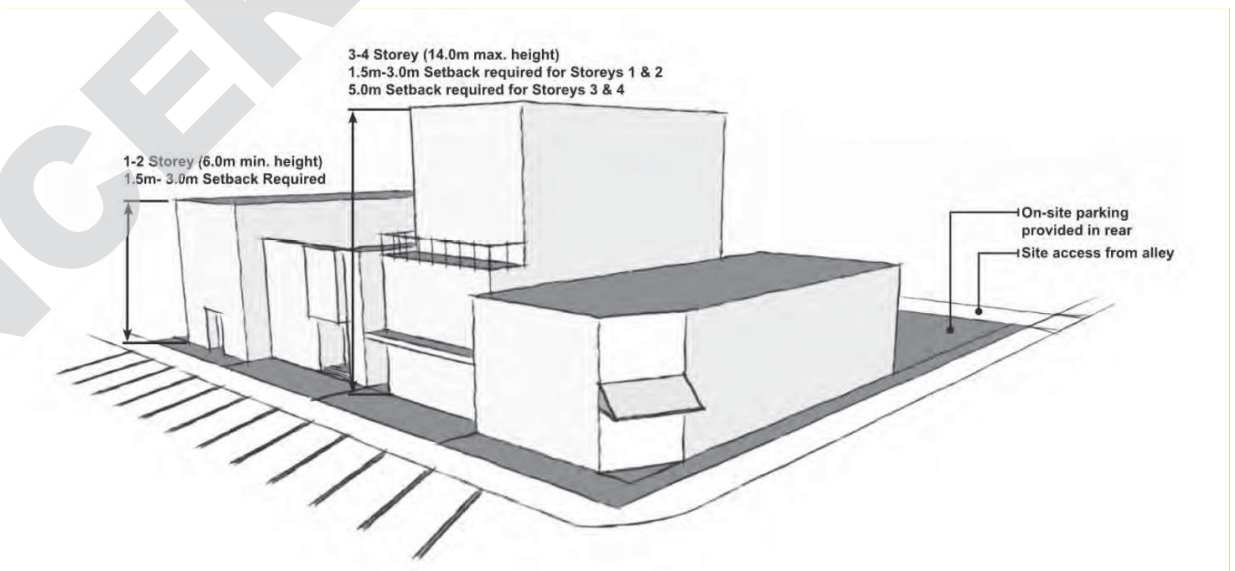 3-4 Storey (14.0m max. height)
1.5m-3.0m Setback required for Storeys 1 & 2
5.0m Setback required for Storeys 3 & 4
1-2 Storey (6.0m min. height)
1.5m- 3.0m Setback Required
On-site parking
provided in rear
Site access from alley